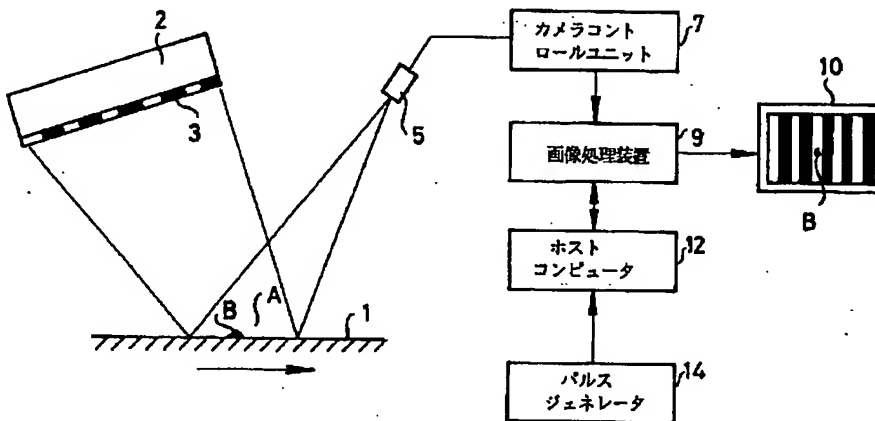 2
3
5
A
B
1
カメラコント
ロールユニット
7
画像処理装置
9
10
B
ホスト
コンピュータ
12
パルス
ジェネレータ
14